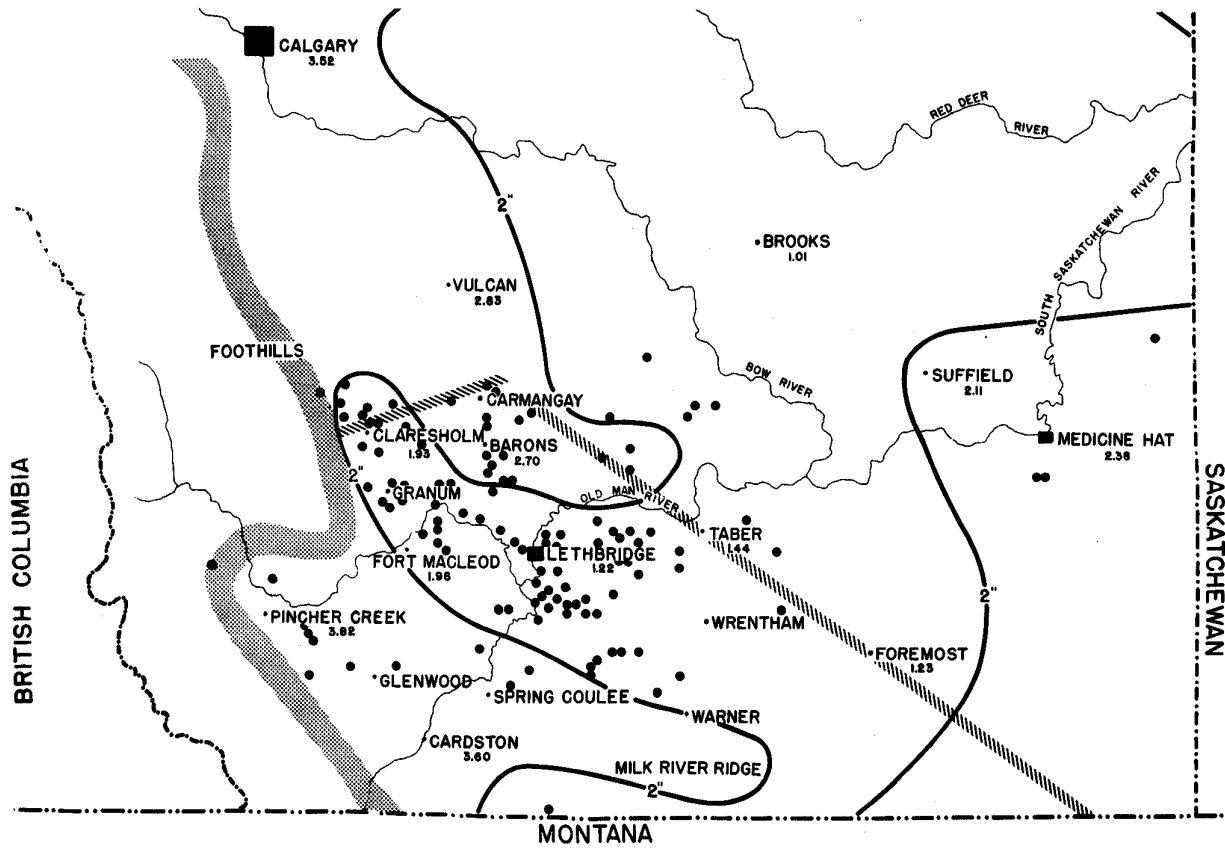 CALGARY
3.52
RED DEER
RIVER
SOUTH SASKATCHEWAN RIVER
2"
BROOKS
1.01
VULCAN
2.83
FOOTHILLS
BOW RIVER
SUFFIELD
2.11
CARMANGAY
CLARESHOLM
1.93
BARONS
2.70
MEDICINE HAT
2.38
2"
GRANUM
OLD MAN RIVER
TABER
1.44
LETHBRIDGE
1.22
FORT MACLEOD
1.96
2"
PINCHER CREEK
3.82
WRENTHAM
FOREMOST
1.23
GLENWOOD
SPRING COULEE
WARNER
CARDSTON
3.60
MILK RIVER RIDGE
2"
BRITISH COLUMBIA
SASKATCHEWAN
MONTANA